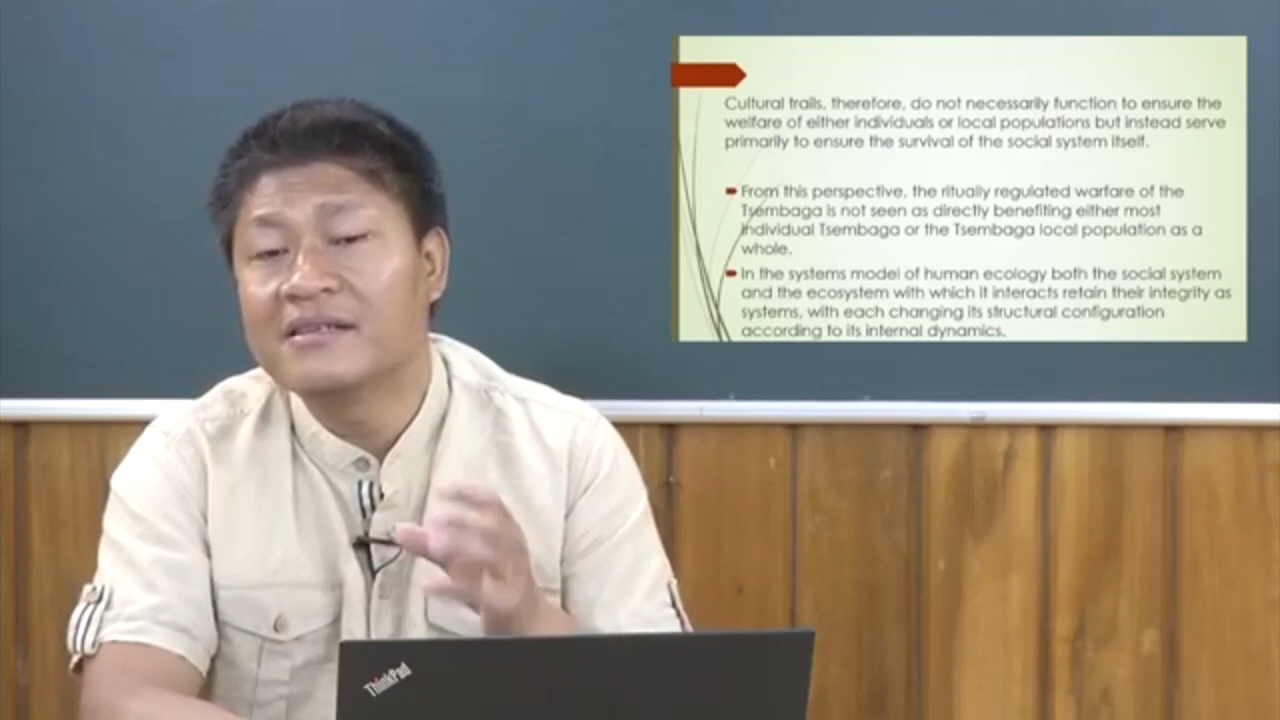 Cultural traits, therefore, do not necessarily function to ensure the
welfare of either individuals or local populations but instead serve
primarily to ensure the survival of the social system itself.
From this perspective, the ritually regulated warfare of the
Tsembaga is not seen as directly benefiting either most
individual Tsembaga or the Tsembaga local population as a
whole.
In the systems model of human ecology both the social system
and the ecosystem with which it interacts retain their integrity as
systems, with each changing its structural configuration
according to its internal dynamics.
ThinkPad